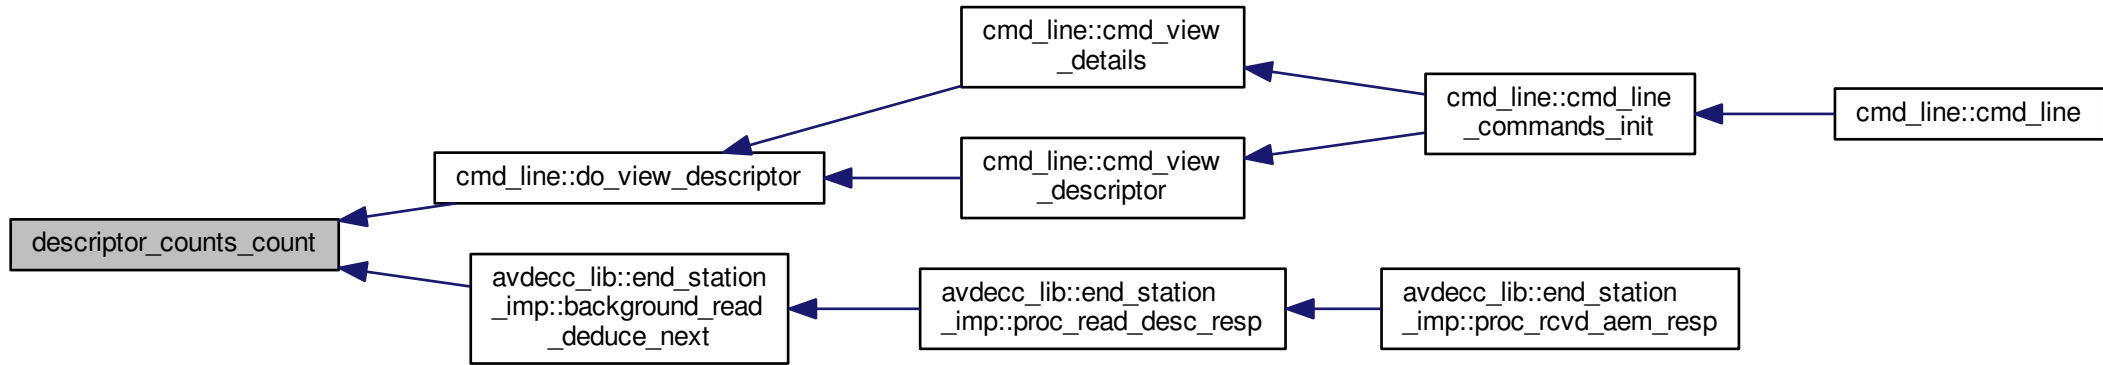 descriptor_counts_count
cmd_line::do_view_descriptor
cmd_line::cmd_view
_details
cmd_line::cmd_view
_descriptor
cmd_line::cmd_line
_commands_init
cmd_line::cmd_line
avdecc_lib::end_station
_imp::background_read
_deduce_next
avdecc_lib::end_station
_imp::proc_read_desc_resp
avdecc_lib::end_station
_imp::proc_rcvd_aem_resp